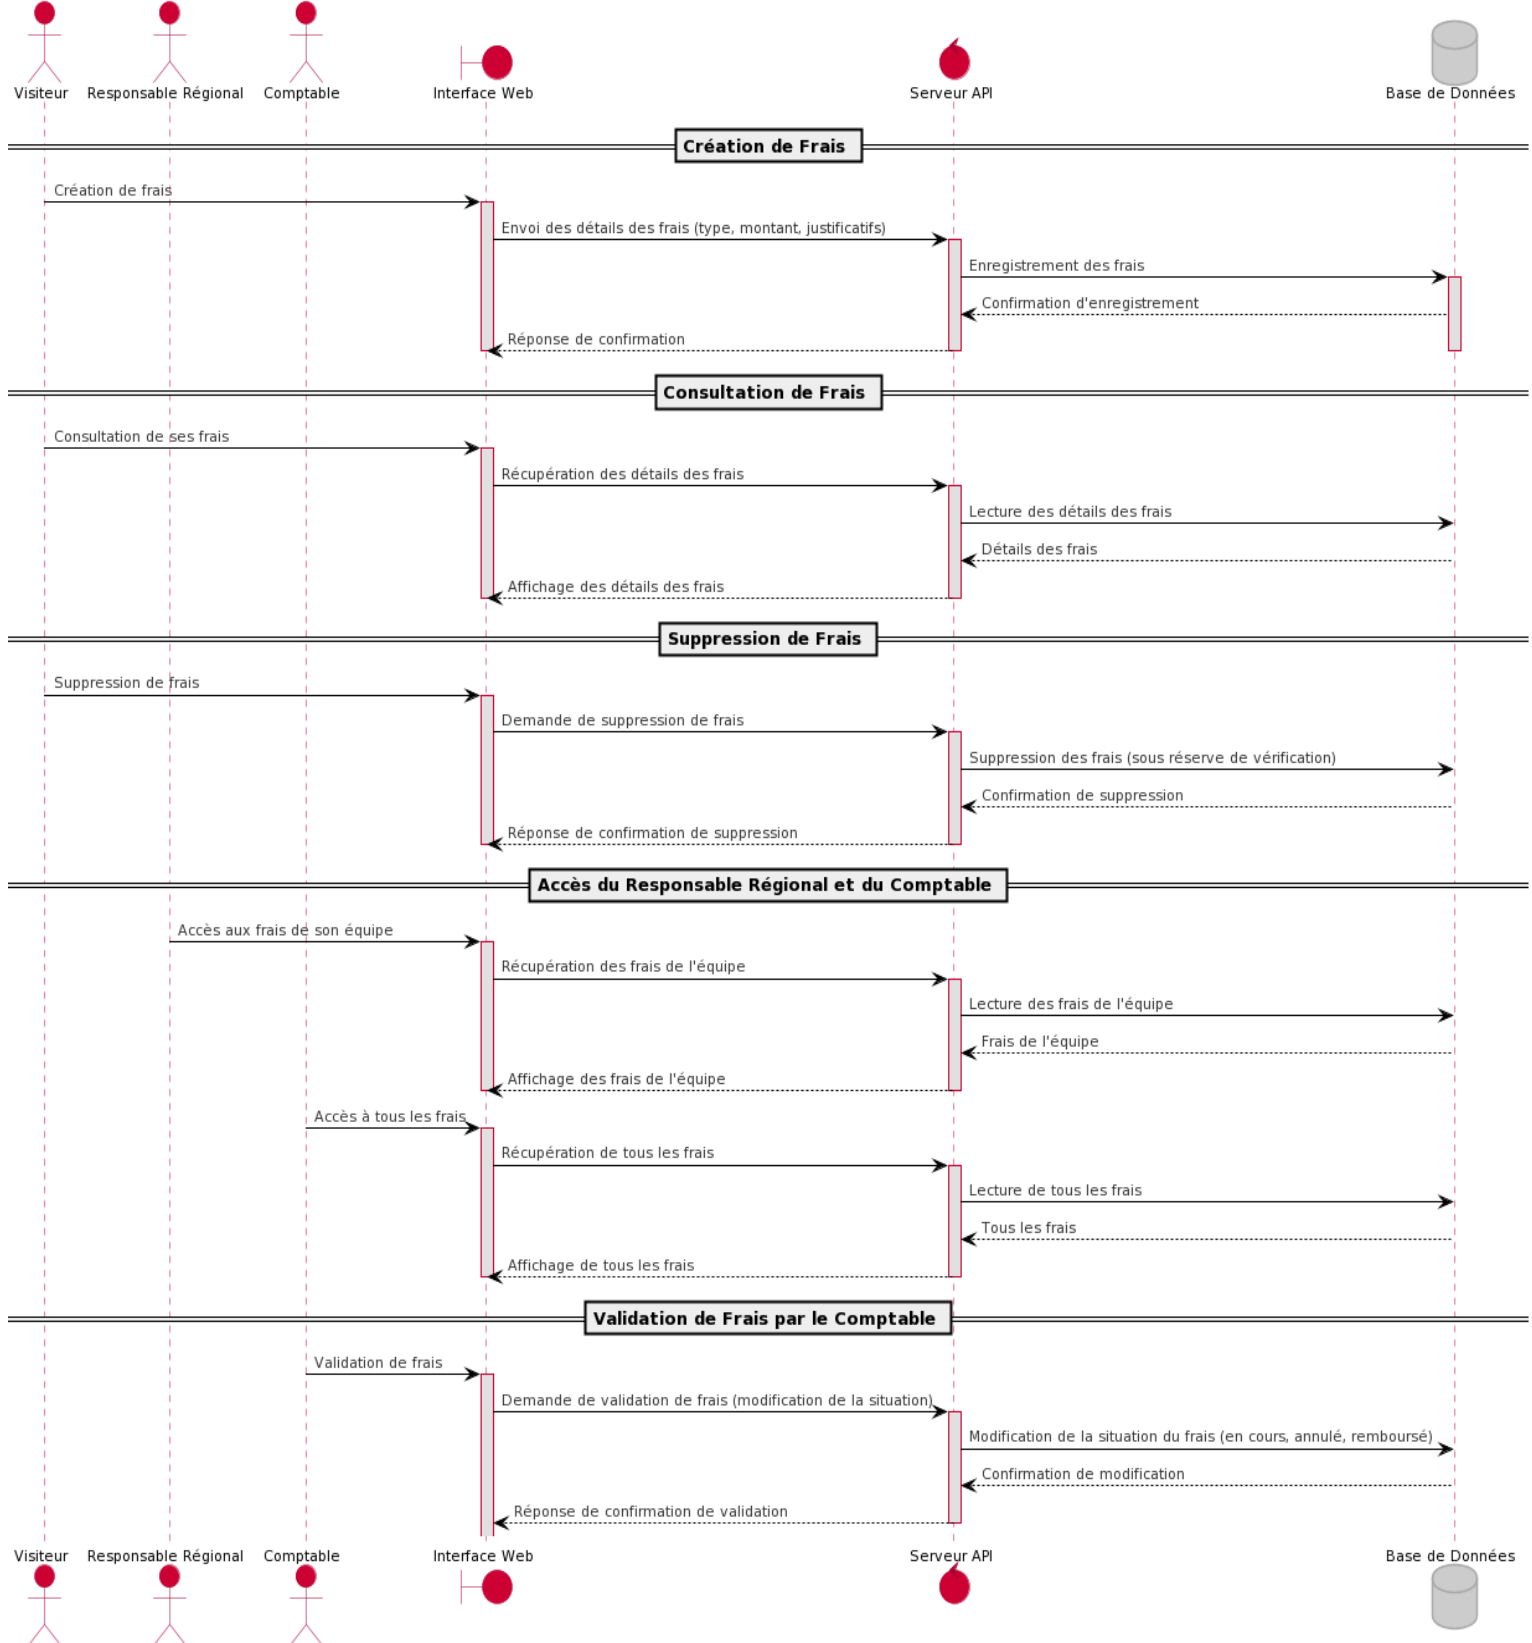 Visiteur
Responsable Régional
Comptable
Interface Web
Serveur API
Base de Données
Création de Frais
Création de frais
Envoi des détails des frais (type, montant, justificatifs)
Enregistrement des frais
Confirmation d'enregistrement
Réponse de confirmation
Consultation de Frais
Consultation de ses frais
Récupération des détails des frais
Lecture des détails des frais
Détails des frais
Affichage des détails des frais
Suppression de Frais
Suppression de frais
Demande de suppression de frais
Suppression des frais (sous réserve de vérification)
Confirmation de suppression
Réponse de confirmation de suppression
Accès du Responsable Régional et du Comptable
Accès aux frais de son équipe
Récupération des frais de l'équipe
Lecture des frais de l'équipe
Frais de l'équipe
Affichage des frais de l'équipe
Accès à tous les frais
Récupération de tous les frais
Lecture de tous les frais
Tous les frais
Affichage de tous les frais
Validation de Frais par le Comptable
Validation de frais
Demande de validation de frais (modification de la situation)
Modification de la situation du frais (en cours, annulé, remboursé)
Confirmation de modification
Réponse de confirmation de validation
Visiteur
Responsable Régional
Comptable
Interface Web
Serveur API
Base de Données